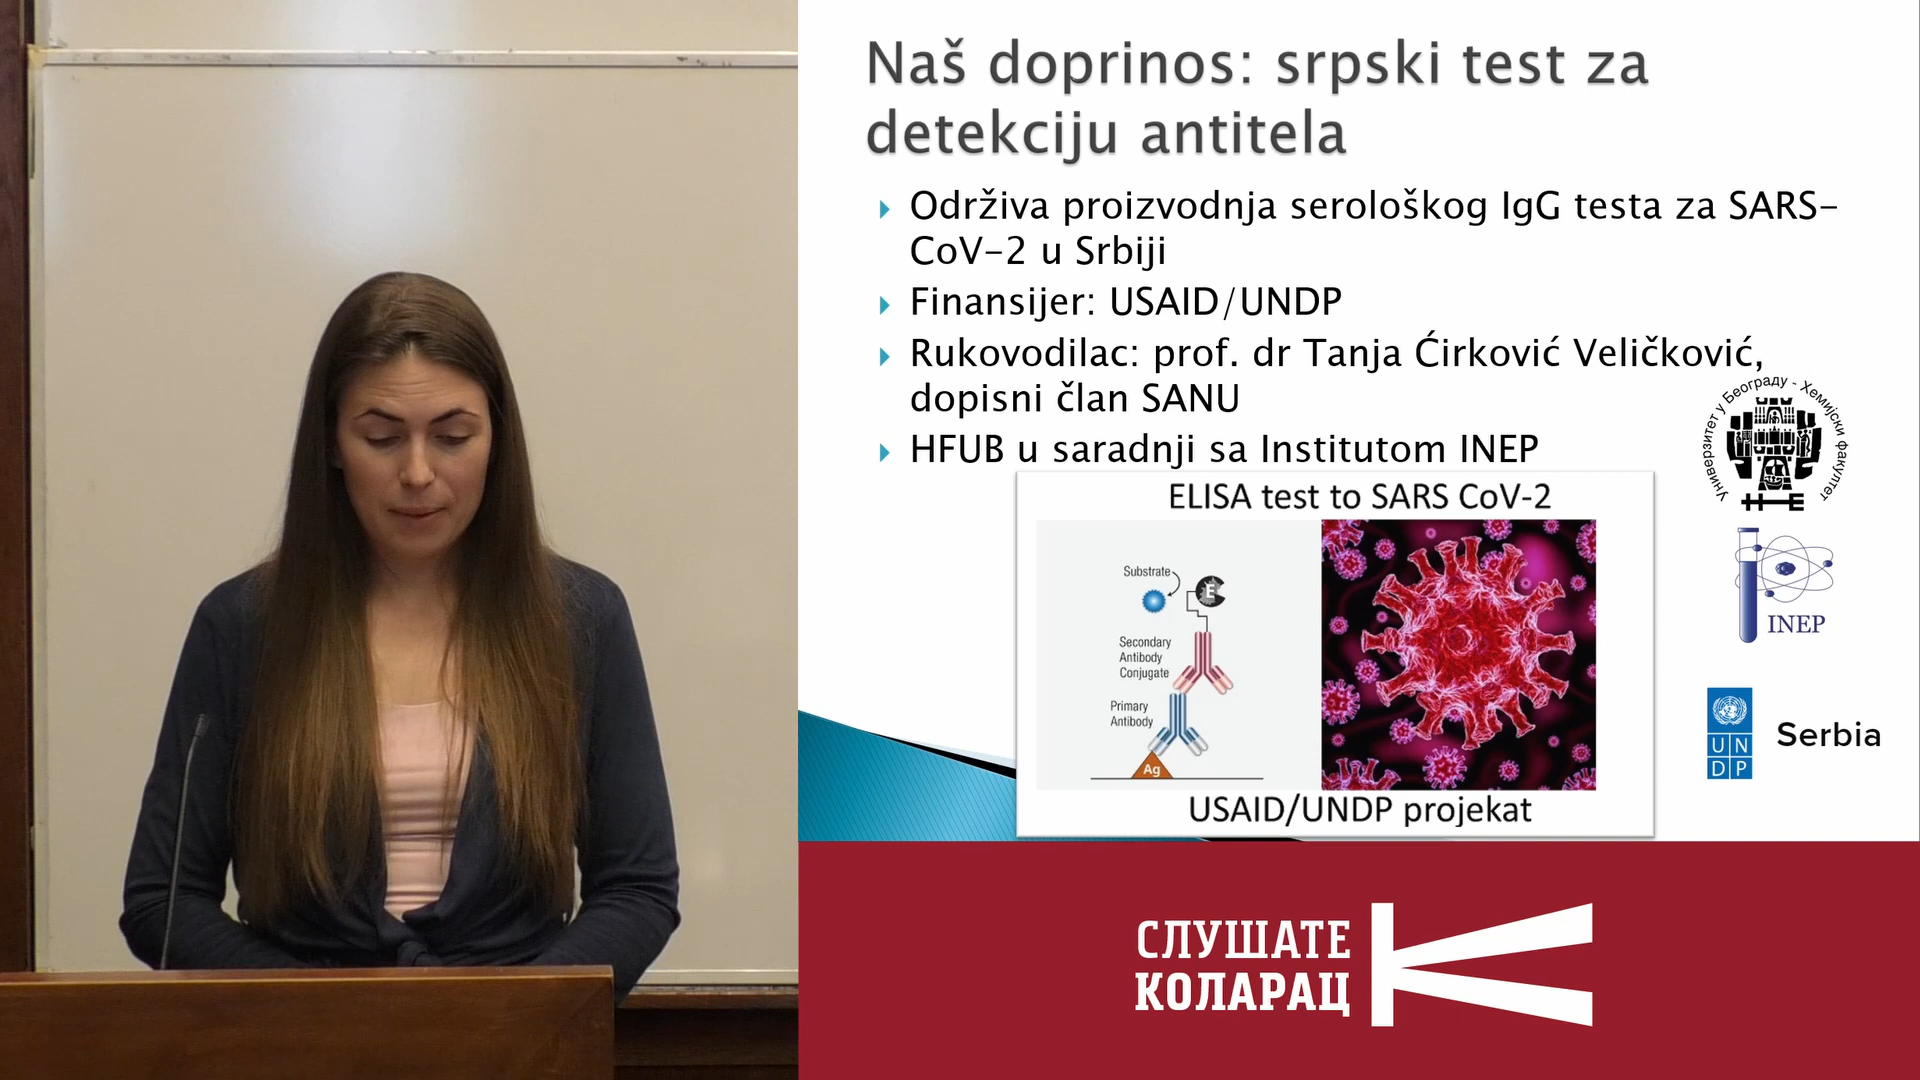 Naš doprinos: srpski test za
detekciju antitela
Održiva proizvodnja serološkog IgG testa za SARS-
CoV-2 u Srbiji
Finansijer: USAID/UNDP
Rukovodilac: prof. dr Tanja Ćirković Veličković,
dopisni član SANU
HFUB u saradnji sa Institutom INEP
Универзитет у Београду - Хемијски факултет
ELISA test to SARS CoV-2
Substrate
E
Secondary
Antibody
Conjugate
Primary
Antibody
Ag
USAID/UNDP projekat
INEP
UN
DP
Serbia
СЛУШАТЕ
КОЛАРАЦ